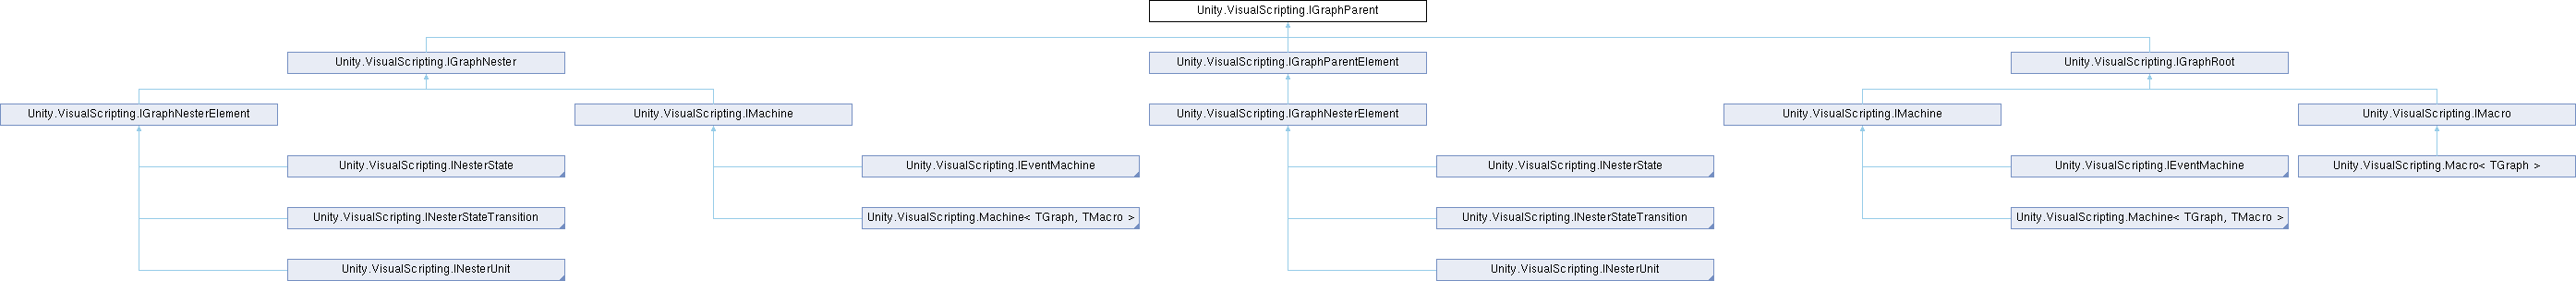 Unity.VisualScripting.IGraphParent
Unity.VisualScripting.IGraphNester
Unity.VisualScripting.IGraphParentElement
Unity.VisualScripting.IGraphRoot
Unity.VisualScripting.IGraphNesterElement
Unity.VisualScripting.IMachine
Unity.VisualScripting.IGraphNesterElement
Unity.VisualScripting.IMachine
Unity.VisualScripting.IMacro
Unity.VisualScripting.INesterState
Unity.VisualScripting.IEventMachine
Unity.VisualScripting.INesterState
Unity.VisualScripting.IEventMachine
Unity.VisualScripting.Macro< TGraph >
Unity.VisualScripting.INesterStateTransition
Unity.VisualScripting.Machine< TGraph, TMacro >
Unity.VisualScripting.INesterStateTransition
Unity.VisualScripting.Machine< TGraph, TMacro >
Unity.VisualScripting.INesterUnit
Unity.VisualScripting.INesterUnit